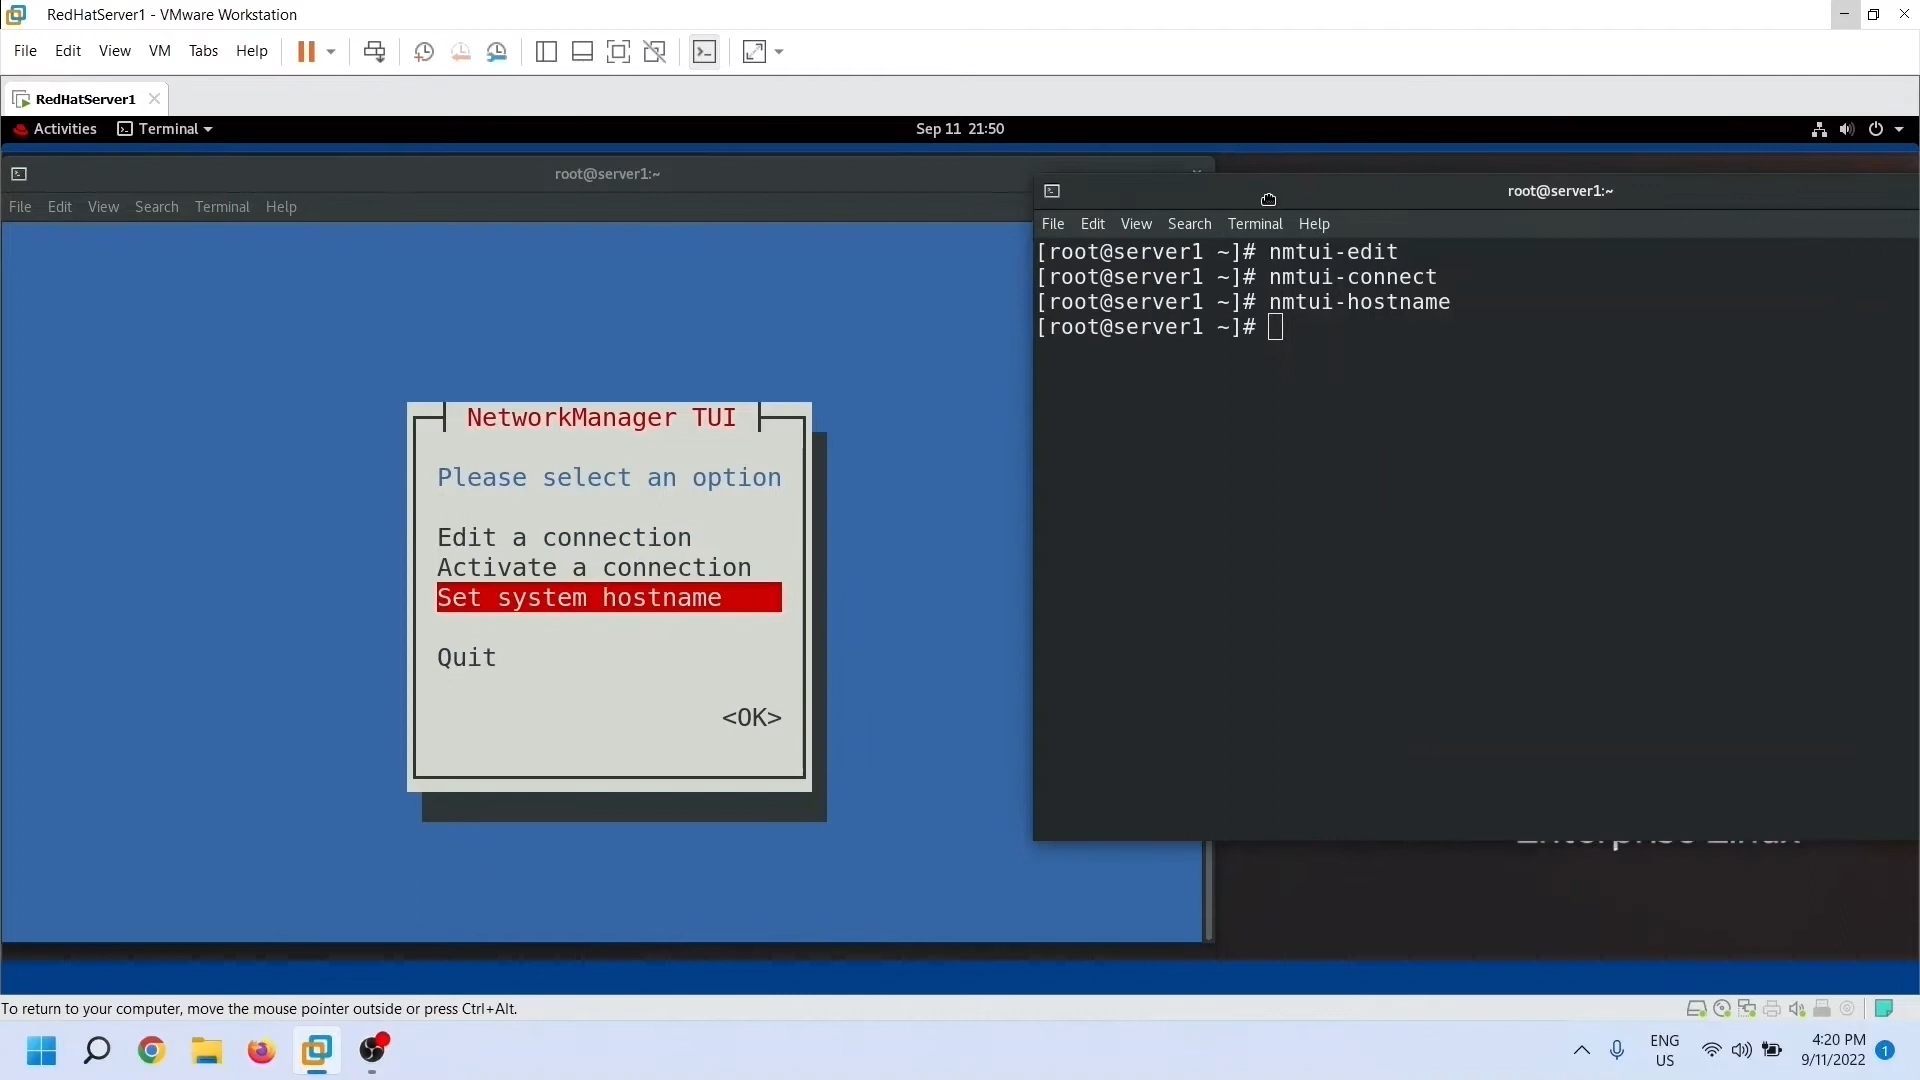 RedHatServer1 - VMware Workstation
File Edit View VM Tabs Help
RedHatServer1
Activities Terminal Sep 11 21:50
root@server1:~
File Edit View Search Terminal Help
NetworkManager TUI
Please select an option
Edit a connection
Activate a connection
Set system hostname
Quit
<OK>
root@server1:~
File Edit View Search Terminal Help
[root@server1 ~]# nmtui-edit
[root@server1 ~]# nmtui-connect
[root@server1 ~]# nmtui-hostname
[root@server1 ~]#
Enterprise Linux
To return to your computer, move the mouse pointer outside or press Ctrl+Alt.
ENG
US
4:20 PM
9/11/2022
1